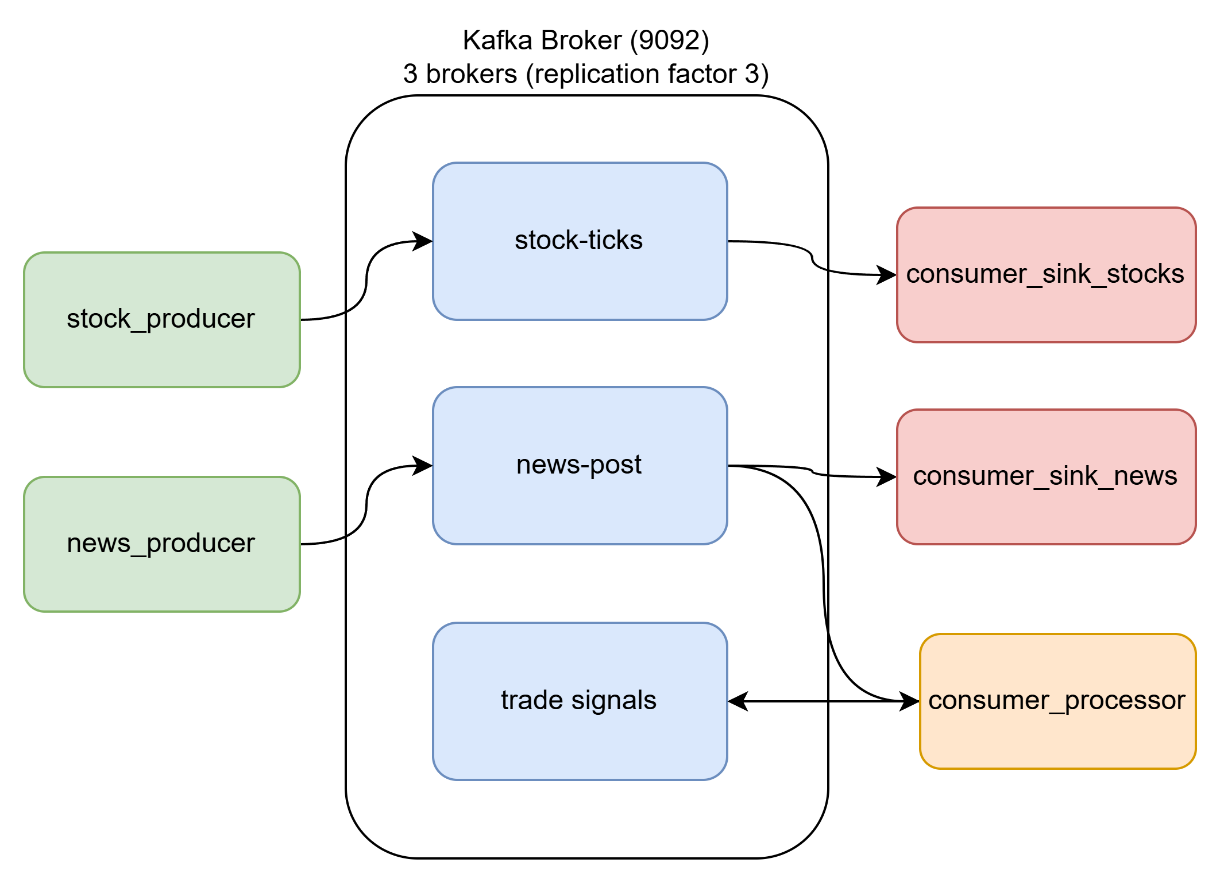 Kafka Broker (9092)
3 brokers (replication factor 3)
stock-ticks
consumer_sink_stocks
stock_producer
news-post
consumer_sink_news
news_producer
trade signals
consumer_processor